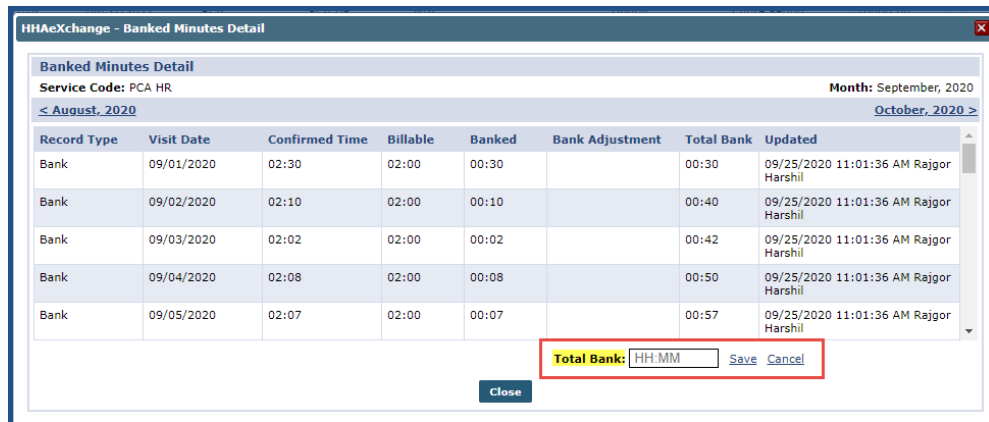 HHAeXchange - Banked Minutes Detail
Banked Minutes Detail
Service Code: PCA HR Month: September, 2020
< August, 2020 October, 2020 >
Record Type Visit Date Confirmed Time Billable Banked Bank Adjustment Total Bank Updated
Bank 09/01/2020 02:30 02:00 00:30 00:30 09/25/2020 11:01:36 AM Rajgor
Harshil
Bank 09/02/2020 02:10 02:00 00:10 00:40 09/25/2020 11:01:36 AM Rajgor
Harshil
Bank 09/03/2020 02:02 02:00 00:02 00:42 09/25/2020 11:01:36 AM Rajgor
Harshil
Bank 09/04/2020 02:08 02:00 00:08 00:50 09/25/2020 11:01:36 AM Rajgor
Harshil
Bank 09/05/2020 02:07 02:00 00:07 00:57 09/25/2020 11:01:36 AM Rajgor
Harshil
Total Bank: HH:MM Save Cancel
Close